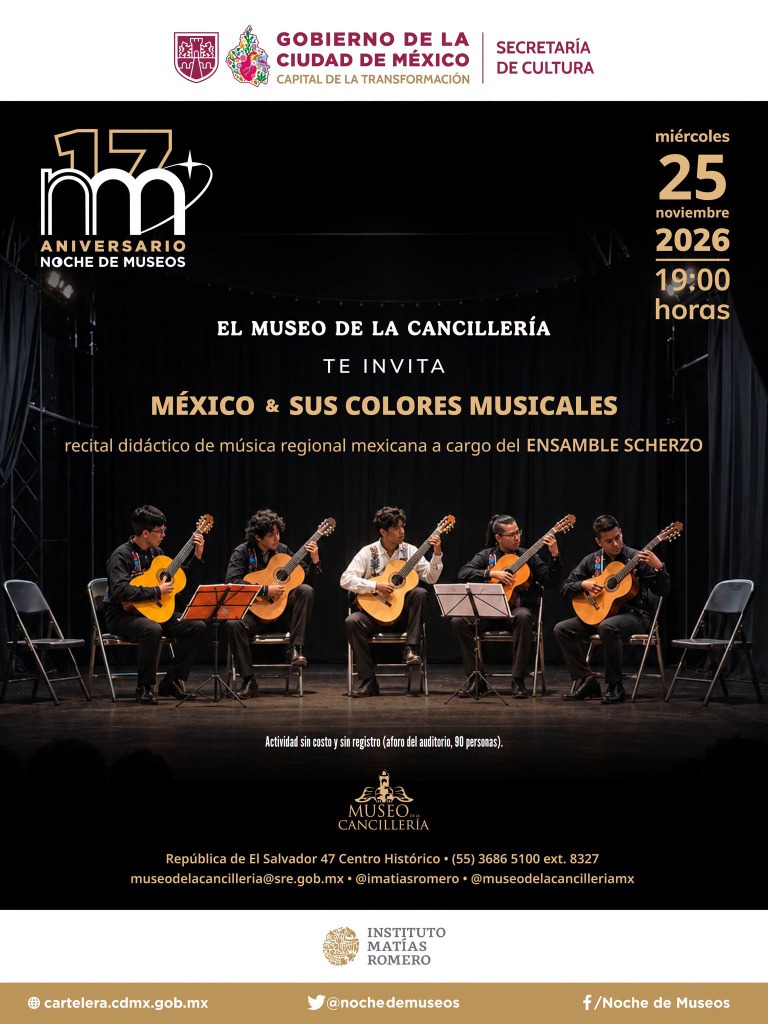 GOBIERNO DE LA
CIUDAD DE MÉXICO
CAPITAL DE LA TRANSFORMACIÓN
SECRETARÍA
DE CULTURA
17
nm
ANIVERSARIO
NOCHE DE MUSEOS
miércoles
25
noviembre
2026
19:00
horas
EL MUSEO DE LA CANCILLERÍA
TE INVITA
MÉXICO & SUS COLORES MUSICALES
recital didáctico de música regional mexicana a cargo del ENSAMBLE SCHERZO
Actividad sin costo y sin registro (aforo del auditorio, 90 personas).
MUSEO DE LA
CANCILLERÍA
República de El Salvador 47 Centro Histórico • (55) 3686 5100 ext. 8327
museodelacancilleria@sre.gob.mx • @imatiasromero • @museodelacancilleriamx
INSTITUTO
MATÍAS
ROMERO
cartelera.cdmx.gob.mx
@nochedemuseos
/Noche de Museos